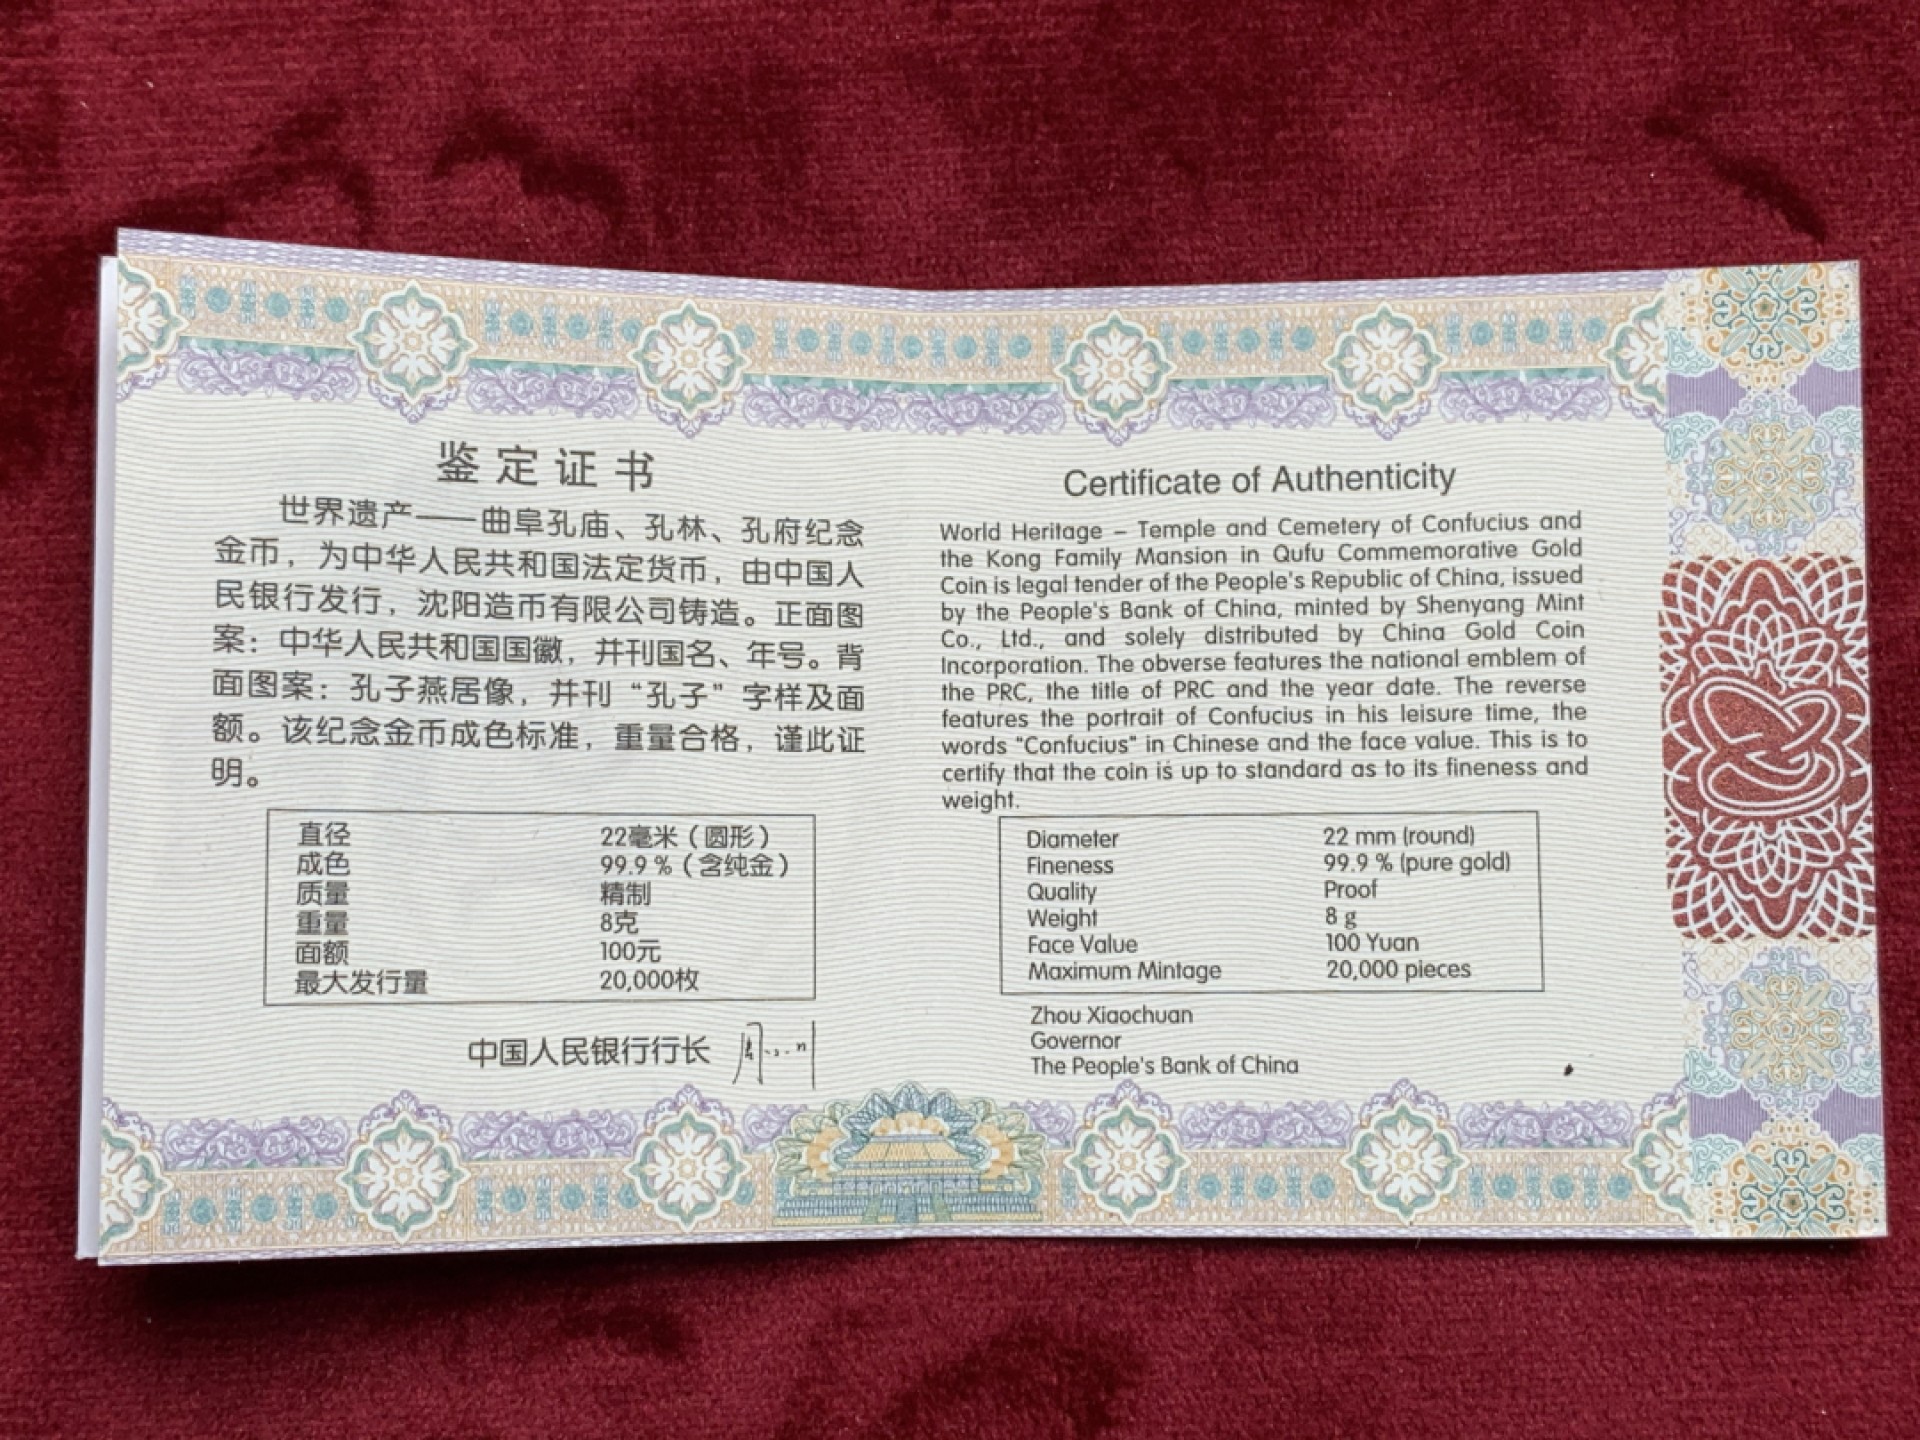 鉴定证书
世界遗产——曲阜孔庙、孔林、孔府纪念
金币，为中华人民共和国法定货币，由中国人
民银行发行，沈阳造币有限公司铸造。正面图
案：中华人民共和国国徽，并刊国名、年号。背
面图案：孔子燕居像，并刊“孔子”字样及面
额。该纪念金币成色标准，重量合格，谨此证
明。
直径 22毫米（圆形）
成色 99.9 %（含纯金）
质量 精制
重量 8克
面额 100元
最大发行量 20,000枚
中国人民银行行长
Certificate of Authenticity
World Heritage – Temple and Cemetery of Confucius and
the Kong Family Mansion in Qufu Commemorative Gold
Coin is legal tender of the People's Republic of China, issued
by the People's Bank of China, minted by Shenyang Mint
Co., Ltd., and solely distributed by China Gold Coin
Incorporation. The obverse features the national emblem of
the PRC, the title of PRC and the year date. The reverse
features the portrait of Confucius in his leisure time, the
words "Confucius" in Chinese and the face value. This is to
certify that the coin is up to standard as to its fineness and
weight.
Diameter 22 mm (round)
Fineness 99.9 % (pure gold)
Quality Proof
Weight 8 g
Face Value 100 Yuan
Maximum Mintage 20,000 pieces
Zhou Xiaochuan
Governor
The People's Bank of China